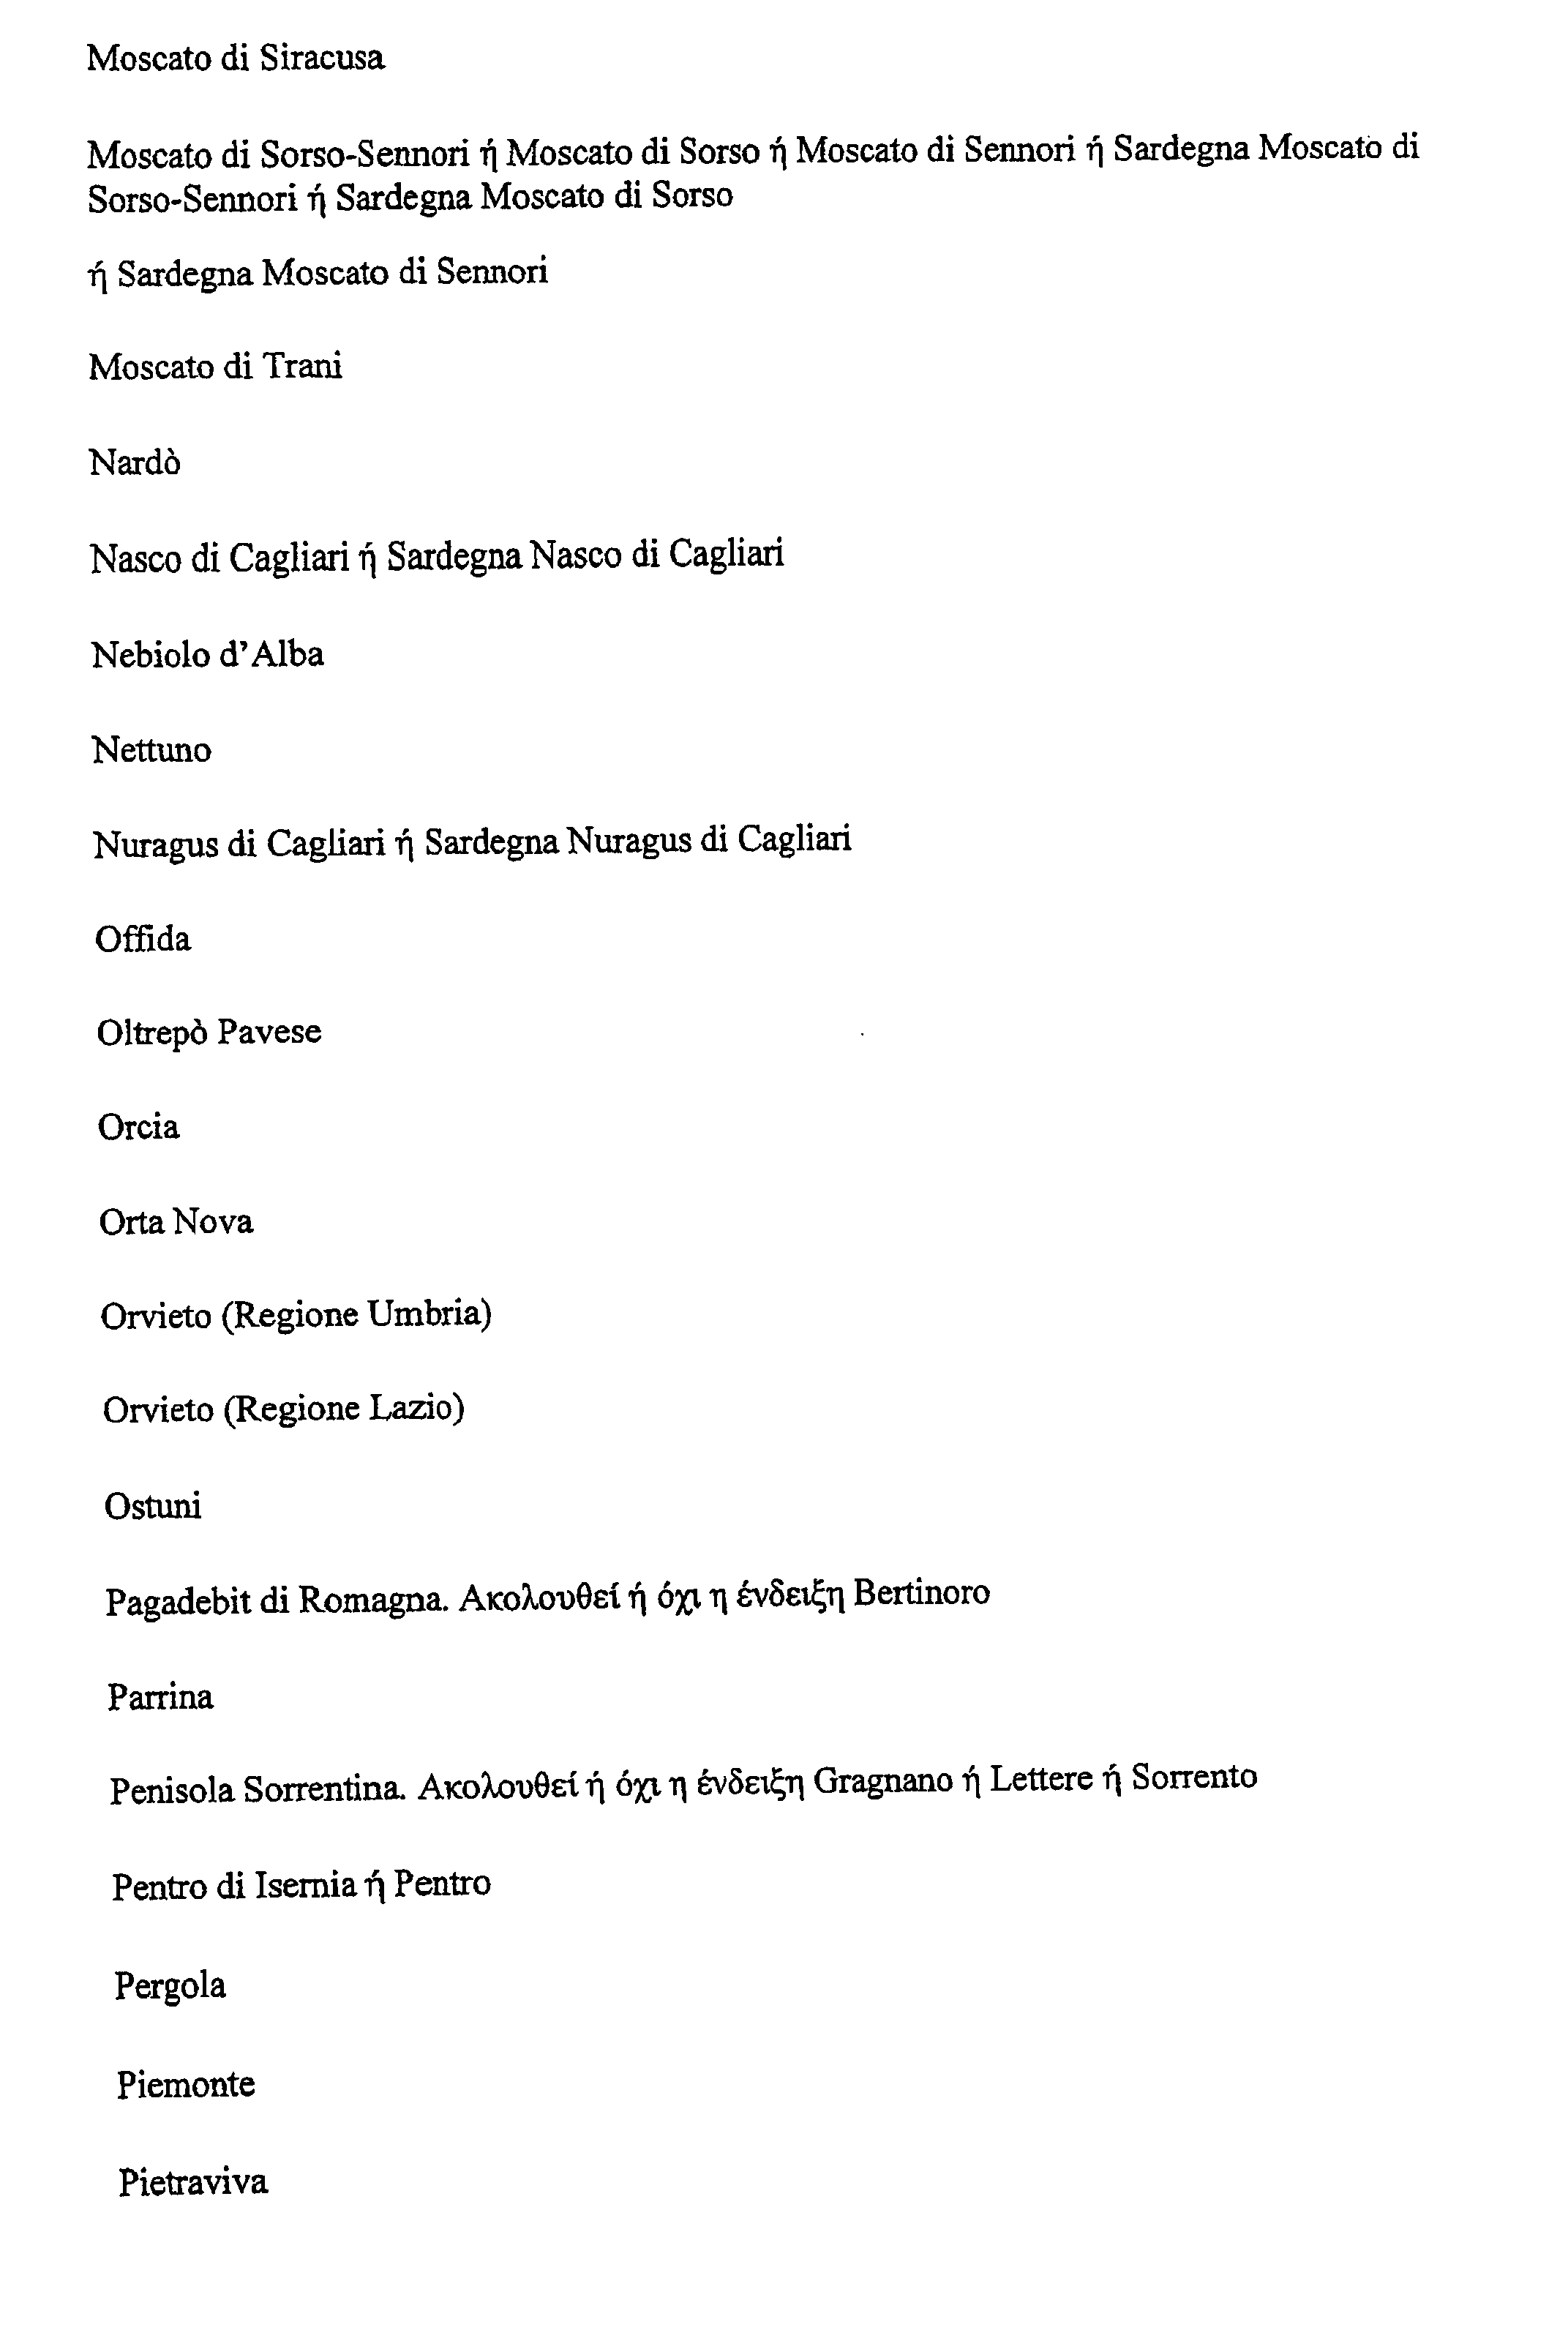 Moscato di Siracusa
Moscato di Sorso-Sennori ή Moscato di Sorso ή Moscato di Sennori ή Sardegna Moscato di
Sorso-Sennori ή Sardegna Moscato di Sorso
ή Sardegna Moscato di Sennori
Moscato di Trani
Nardò
Nasco di Cagliari ή Sardegna Nasco di Cagliari
Nebiolo d’Alba
Nettuno
Nuragus di Cagliari ή Sardegna Nuragus di Cagliari
Offida
Oltrepò Pavese
Orcia
Orta Nova
Orvieto (Regione Umbria)
Orvieto (Regione Lazio)
Ostuni
Pagadebit di Romagna. Ακολουθεί ή όχι η ένδειξη Bertinoro
Parrina
Penisola Sorrentina. Ακολουθεί ή όχι η ένδειξη Gragnano ή Lettere ή Sorrento
Pentro di Isernia ή Pentro
Pergola
Piemonte
Pietraviva